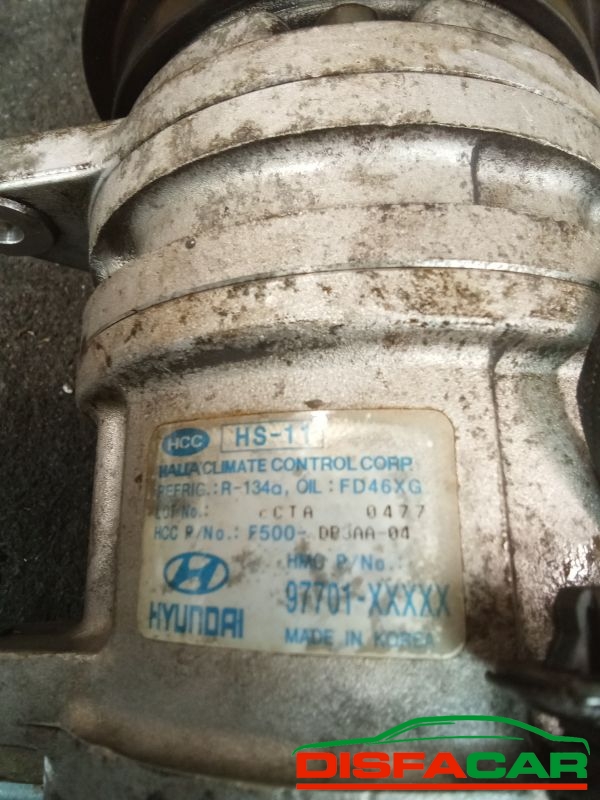 HCC HS-11
HALLA CLIMATE CONTROL CORP.
REFRIG.: R-134a, OIL : FD46XG
LOT No.: cCTA 0477
HCC P/No.: F500- DB3AA-04
HMC P/No.:
97701-XXXXX
HYUNDAI
MADE IN KOREA
DISFACAR